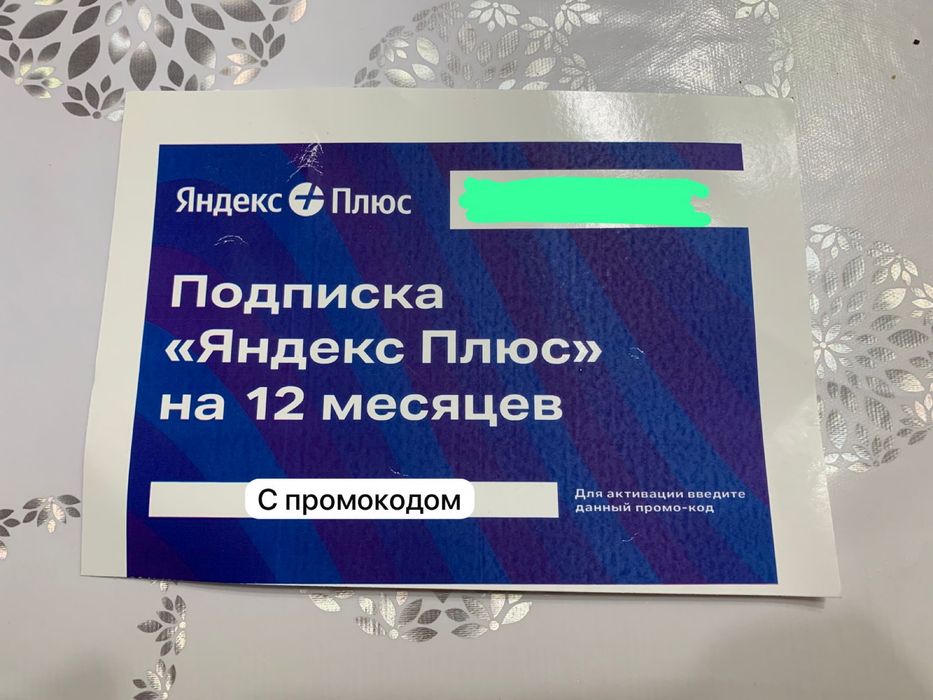 Яндекс Плюс
Подписка
«Яндекс Плюс»
на 12 месяцев
С промокодом
Для активации введите
данный промо-код